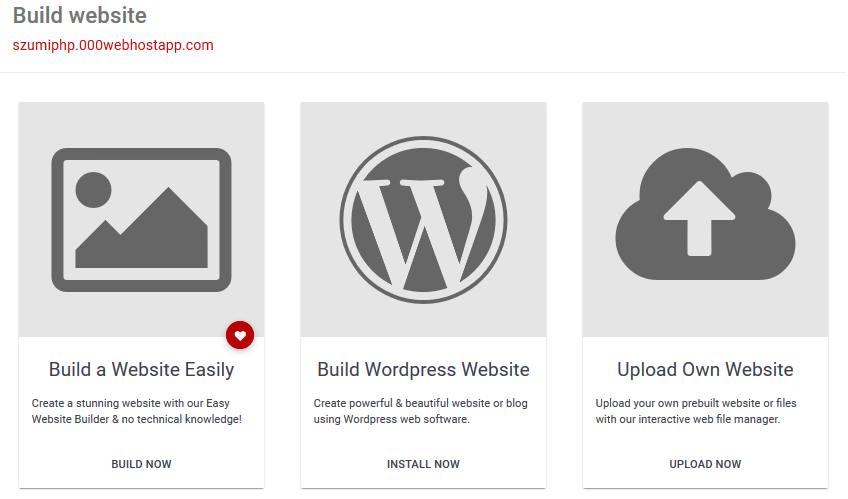 Build website
szumiphp.000webhostapp.com
Build a Website Easily
Create a stunning website with our Easy
Website Builder & no technical knowledge!
BUILD NOW
Build Wordpress Website
Create powerful & beautiful website or blog
using Wordpress web software.
INSTALL NOW
Upload Own Website
Upload your own prebuilt website or files
with our interactive web file manager.
UPLOAD NOW